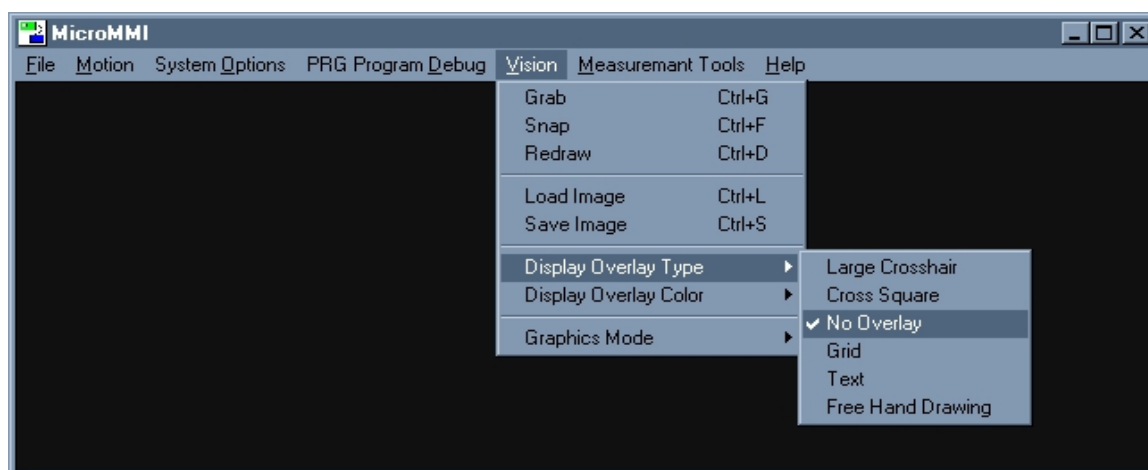 MicroMMI
File Motion System Options PRG Program Debug Vision Measuremant Tools Help
Grab Ctrl+G
Snap Ctrl+F
Redraw Ctrl+D
Load Image Ctrl+L
Save Image Ctrl+S
Display Overlay Type
Display Overlay Color
Graphics Mode
Large Crosshair
Cross Square
No Overlay
Grid
Text
Free Hand Drawing